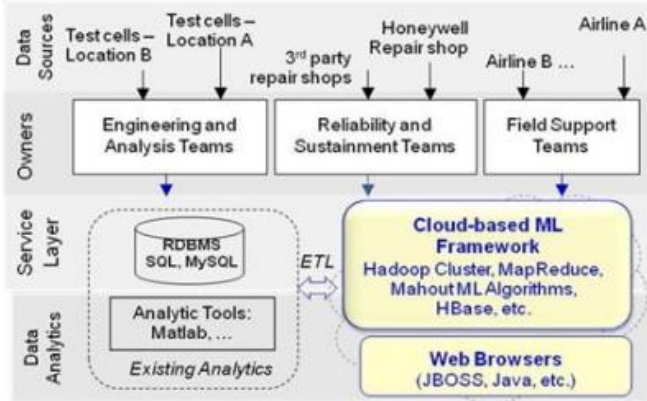 Data
Sources
Test cells –
Location B
Test cells –
Location A
3rd party
repair shops
Honeywell
Repair shop
Airline B ...
Airline A
Owners
Engineering and
Analysis Teams
Reliability and
Sustainment Teams
Field Support
Teams
Service
Layer
RDBMS
SQL, MySQL
ETL
Cloud-based ML
Framework
Hadoop Cluster, MapReduce,
Mahout ML Algorithms,
HBase, etc.
Data
Analytics
Analytic Tools:
Matlab, ...
Existing Analytics
Web Browsers
(JBOSS, Java, etc.)